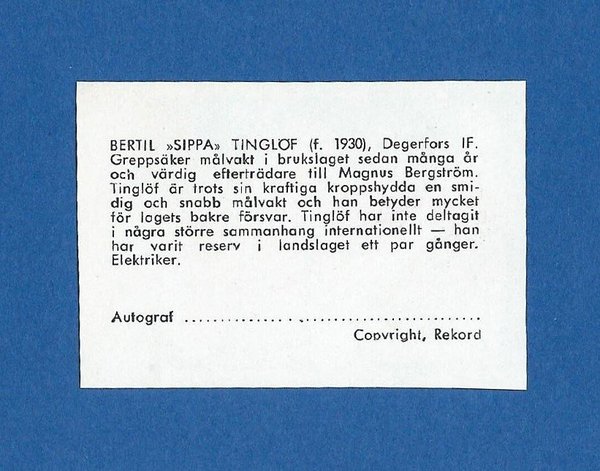 BERTIL »SIPPA» TINGLÖF (f. 1930), Degerfors IF.
Greppsäker målvakt i brukslaget sedan många år
och värdig efterträdare till Magnus Bergström.
Tinglöf är trots sin kraftiga kroppshydda en smi-
dig och snabb målvakt och han betyder mycket
för lagets bakre försvar. Tinglöf har inte deltagit
i några större sammanhang internationellt — han
har varit reserv i landslaget ett par gånger.
Elektriker.
Autograf ................................................
Copyright, Rekord